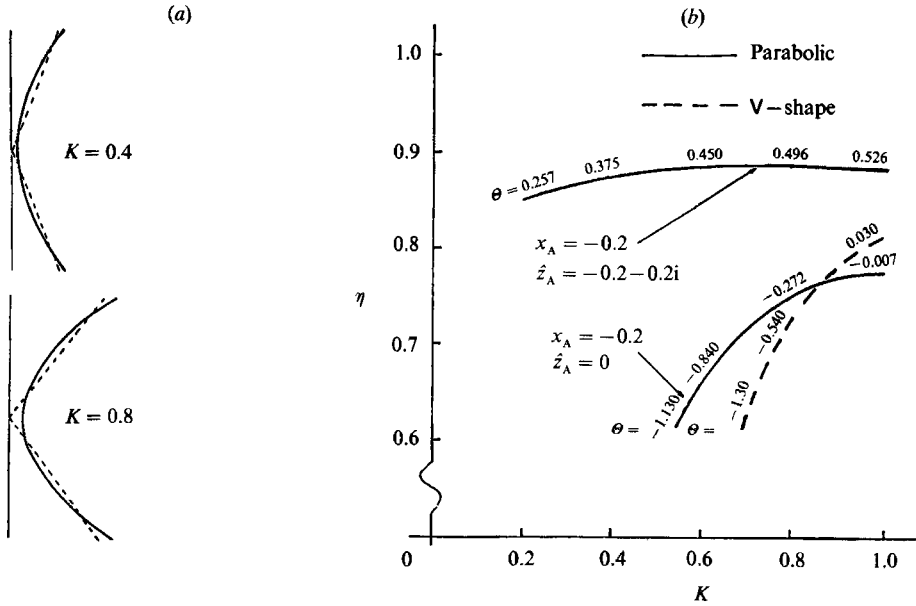 (a)
K = 0.4
K = 0.8
(b)
Parabolic
V–shape
1.0
0.9
0.8
0.7
0.6
η
Θ = 0.257 0.375 0.450 0.496 0.526
x_A = −0.2
ẑ_A = −0.2−0.2i
0.030
−0.007
−0.272
−0.540
x_A = −0.2
ẑ_A = 0
−0.840
−1.30
Θ = −1.130 Θ =
0 0.2 0.4 0.6 0.8 1.0
K